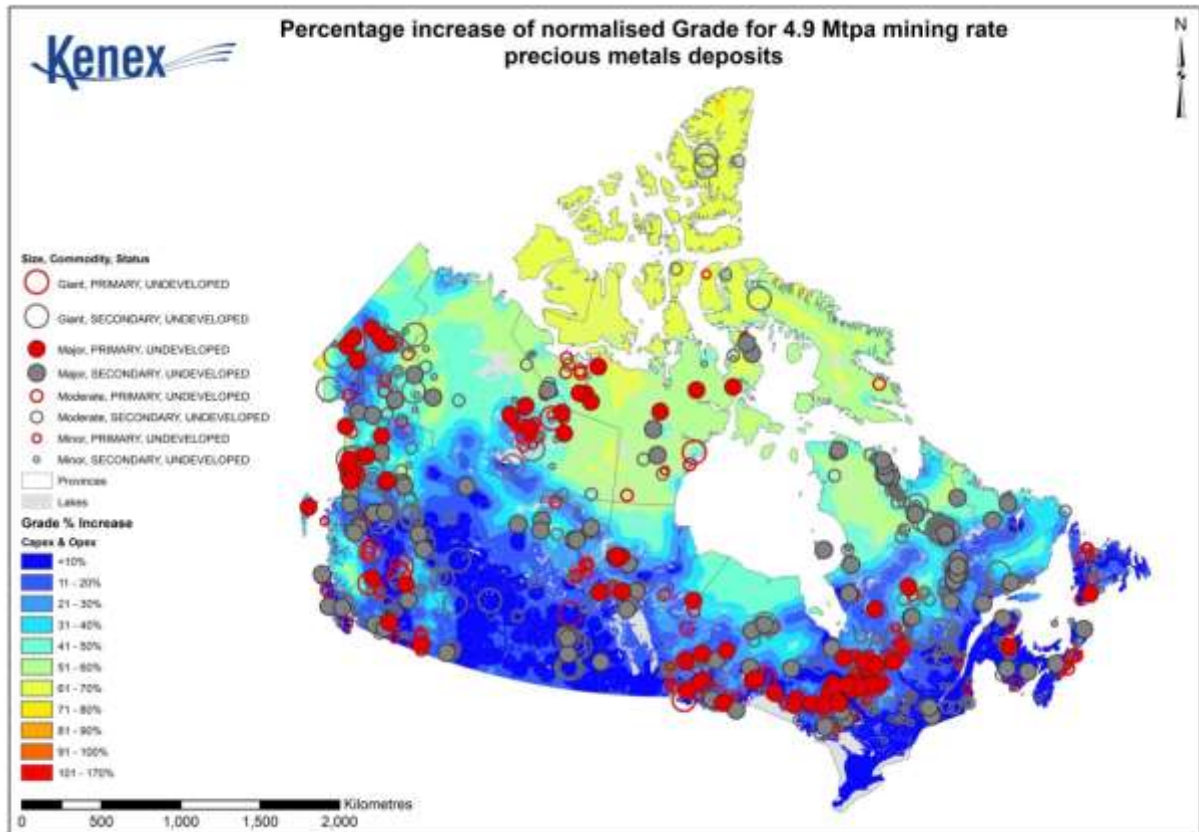 Kenex
Percentage increase of normalised Grade for 4.9 Mtpa mining rate
precious metals deposits
N
Size, Commodity, Status
Giant, PRIMARY, UNDEVELOPED
Giant, SECONDARY, UNDEVELOPED
Major, PRIMARY, UNDEVELOPED
Major, SECONDARY, UNDEVELOPED
Moderate, PRIMARY, UNDEVELOPED
Moderate, SECONDARY, UNDEVELOPED
Minor, PRIMARY, UNDEVELOPED
Minor, SECONDARY, UNDEVELOPED
Provinces
Lakes
Grade % Increase
Capex & Opex
<10%
11 - 20%
21 - 30%
31 - 40%
41 - 50%
51 - 60%
61 - 70%
71 - 80%
81 - 90%
91 - 100%
101 - 170%
Kilometres
0 500 1,000 1,500 2,000